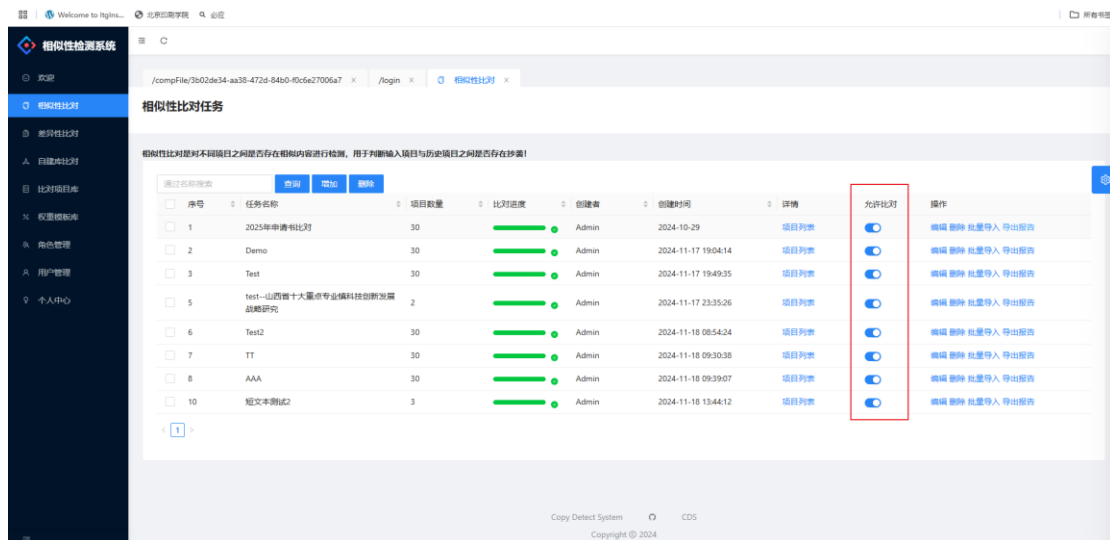 Welcome to Itgins... 北京印刷学院 必应 所有书签
相似性检测系统
欢迎
相似性比对
差异性比对
自建库比对
比对项目库
权重模板库
角色管理
用户管理
个人中心
/compFile/3b02de34-aa38-472d-84b0-f0c6e27006a7 × /login × 相似性比对 ×
相似性比对任务
相似性比对是对不同项目之间是否存在相似内容进行检测，用于判断输入项目与历史项目之间是否存在抄袭！
通过名称搜索 查询 增加 删除
序号 任务名称 项目数量 比对进度 创建者 创建时间 详情 允许比对 操作
1 2025年申请书比对 30 Admin 2024-10-29 项目列表 编辑 删除 批量导入 导出报告
2 Demo 30 Admin 2024-11-17 19:04:14 项目列表 编辑 删除 批量导入 导出报告
3 Test 30 Admin 2024-11-17 19:49:35 项目列表 编辑 删除 批量导入 导出报告
5 test--山西省十大重点专业镇科技创新发展 2 Admin 2024-11-17 23:35:26 项目列表 编辑 删除 批量导入 导出报告
战略研究
6 Test2 30 Admin 2024-11-18 08:54:24 项目列表 编辑 删除 批量导入 导出报告
7 TT 30 Admin 2024-11-18 09:30:38 项目列表 编辑 删除 批量导入 导出报告
8 AAA 30 Admin 2024-11-18 09:39:07 项目列表 编辑 删除 批量导入 导出报告
10 短文本测试2 3 Admin 2024-11-18 13:44:12 项目列表 编辑 删除 批量导入 导出报告
< 1 >
Copy Detect System CDS
Copyright © 2024